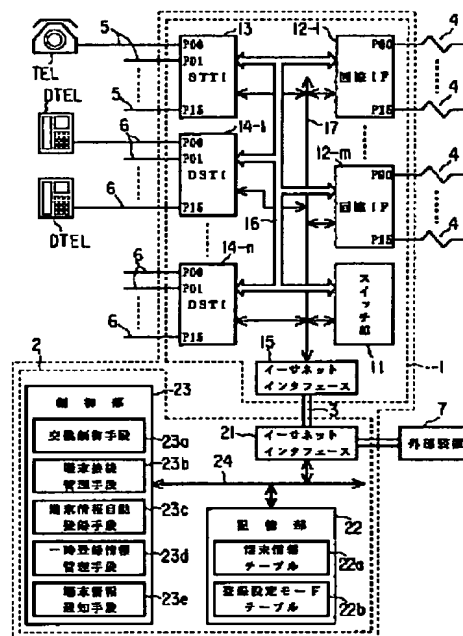 13
12-1
4
TEL
5
P00
P01
STTI
P15
P00
回線IF
P15
4
DTEL
5
14-1
17
6
P00
P01
DSTI
P15
12-m
4
P00
回線IF
P15
4
DTEL
6
16
14-n
6
P00
P01
DSTI
P15
6
スイッチ部
11
2
15
イーサネット
インタフェース
1
3
23
制御部
21
イーサネット
インタフェース
7
外部装置
交換制御手段
23a
24
端末接続
管理手段
23b
端末情報自動
登録手段
23c
記憶部
22
一時登録情報
管理手段
23d
端末情報
テーブル
22a
端末情報
通知手段
23e
登録設定モード
テーブル
22b